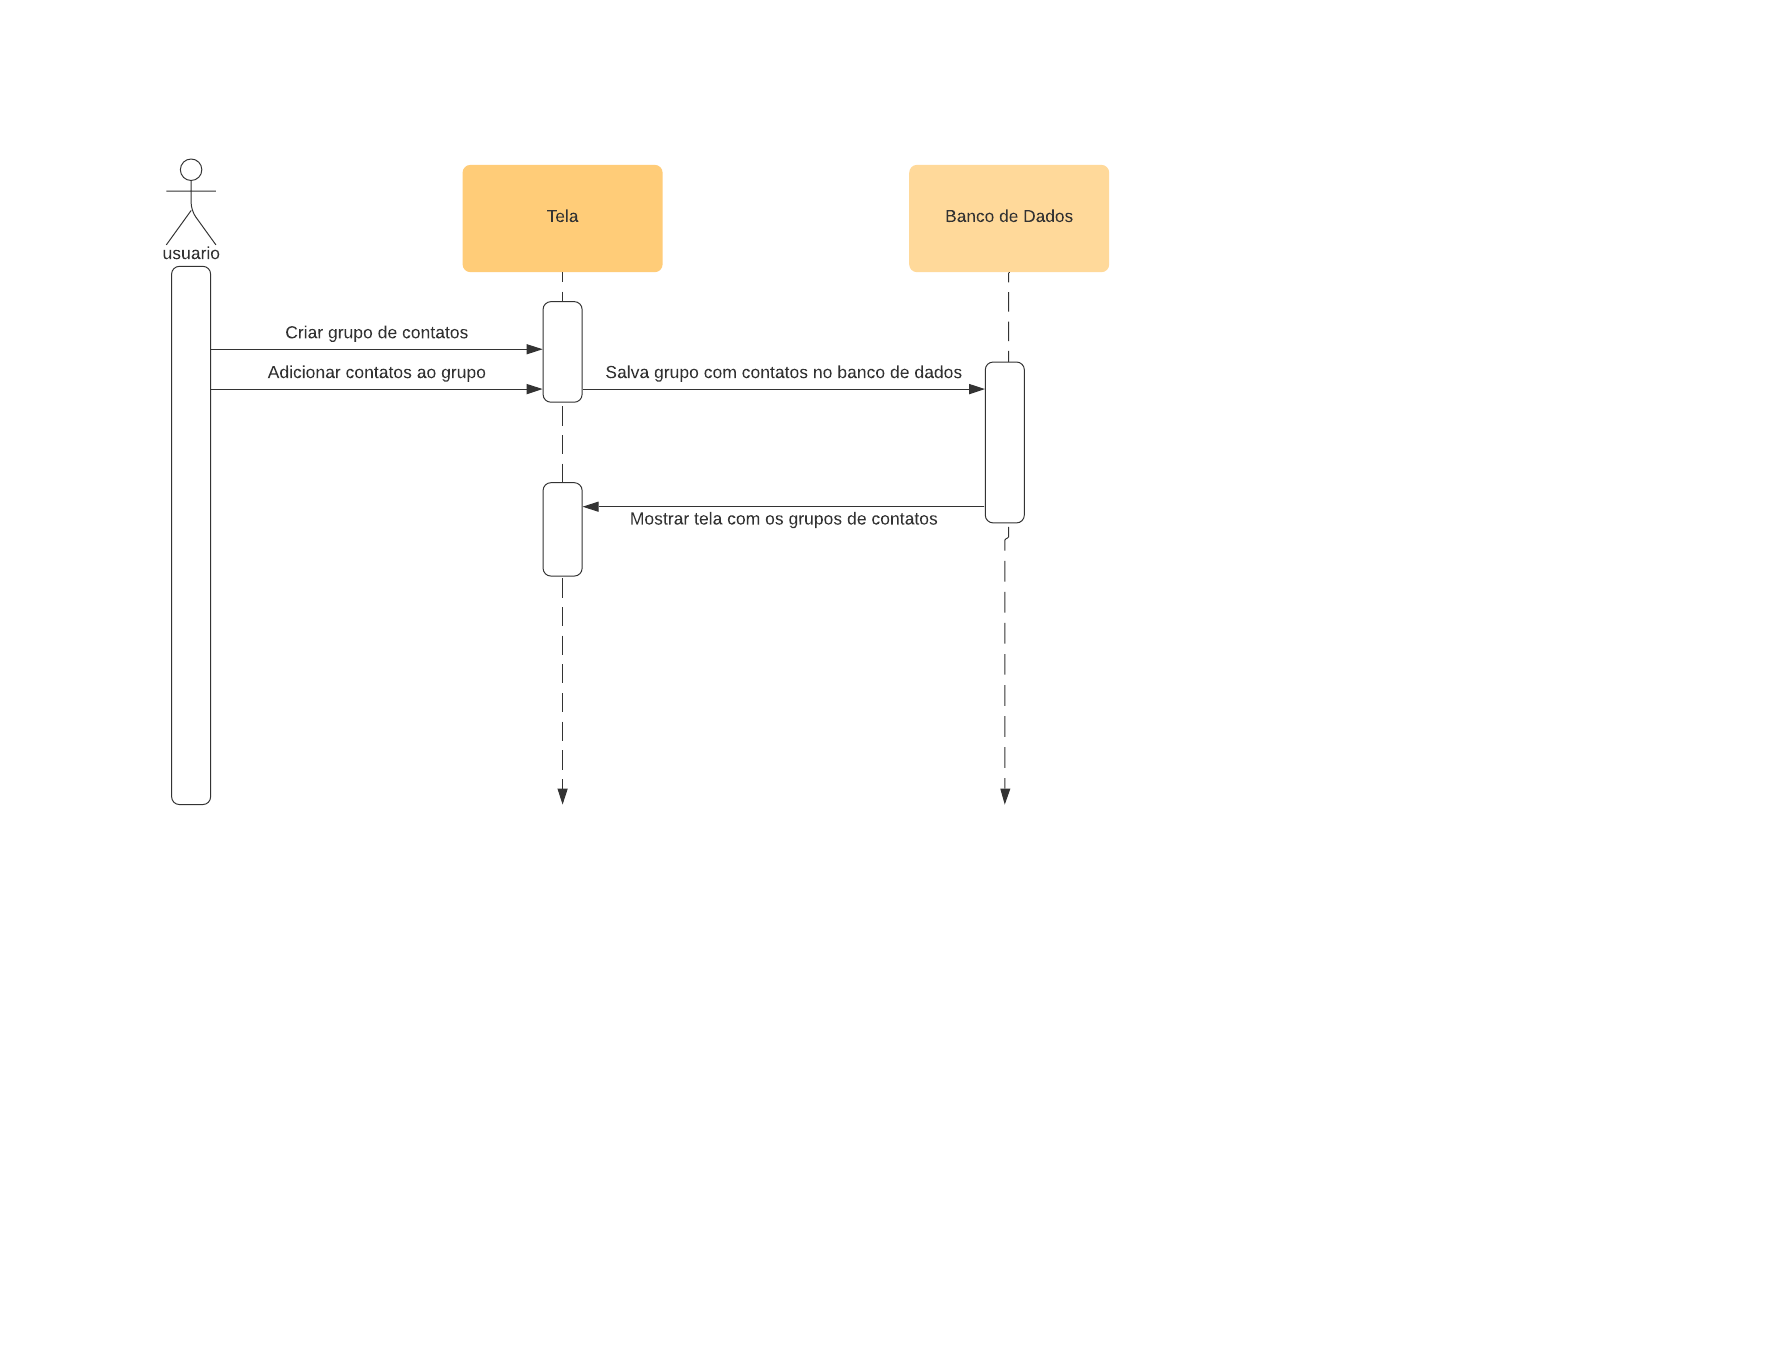 usuario
Tela
Banco de Dados
Criar grupo de contatos
Adicionar contatos ao grupo
Salva grupo com contatos no banco de dados
Mostrar tela com os grupos de contatos